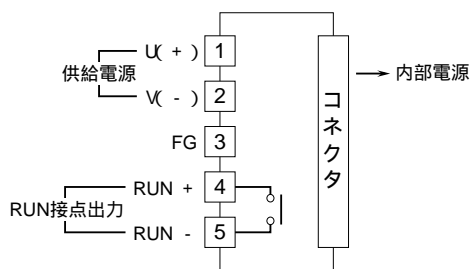 U( + ) 1
供給電源
V( - ) 2
FG 3
RUN + 4
RUN接点出力
RUN - 5
コネクタ
内部電源